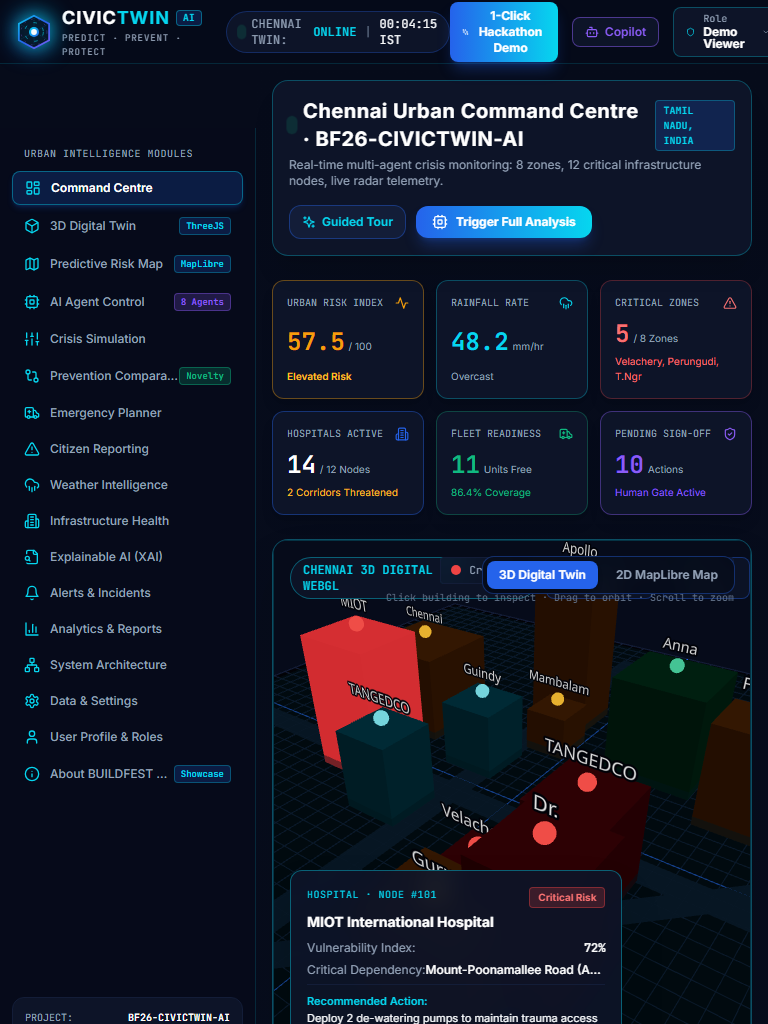 CIVICTWIN AI
PREDICT · PREVENT ·
PROTECT
CHENNAI
TWIN:
ONLINE
|
00:04:15
IST
1-Click
Hackathon
Demo
Copilot
Role
Demo
Viewer
URBAN INTELLIGENCE MODULES
Command Centre
3D Digital Twin ThreeJS
Predictive Risk Map MapLibre
AI Agent Control 8 Agents
Crisis Simulation
Prevention Compara... Novelty
Emergency Planner
Citizen Reporting
Weather Intelligence
Infrastructure Health
Explainable AI (XAI)
Alerts & Incidents
Analytics & Reports
System Architecture
Data & Settings
User Profile & Roles
About BUILDFEST ... Showcase
PROJECT: BF26-CIVICTWIN-AI
Chennai Urban Command Centre
· BF26-CIVICTWIN-AI
TAMIL
NADU,
INDIA
Real-time multi-agent crisis monitoring: 8 zones, 12 critical infrastructure
nodes, live radar telemetry.
Guided Tour
Trigger Full Analysis
URBAN RISK INDEX
57.5 / 100
Elevated Risk
RAINFALL RATE
48.2 mm/hr
Overcast
CRITICAL ZONES
5 / 8 Zones
Velachery, Perungudi,
T.Ngr
HOSPITALS ACTIVE
14 / 12 Nodes
2 Corridors Threatened
FLEET READINESS
11 Units Free
86.4% Coverage
PENDING SIGN-OFF
10 Actions
Human Gate Active
Apollo
CHENNAI 3D DIGITAL
WEBGL
Cr
3D Digital Twin
2D MapLibre Map
Click building to inspect · Drag to orbit · Scroll to zoom
MIOT
Chennai
Anna
Guindy
Mambalam
TANGEDCO
TANGEDCO
Dr.
Velach
HOSPITAL · NODE #101
Critical Risk
MIOT International Hospital
Vulnerability Index: 72%
Critical Dependency: Mount-Poonamallee Road (A...
Recommended Action:
Deploy 2 de-watering pumps to maintain trauma access